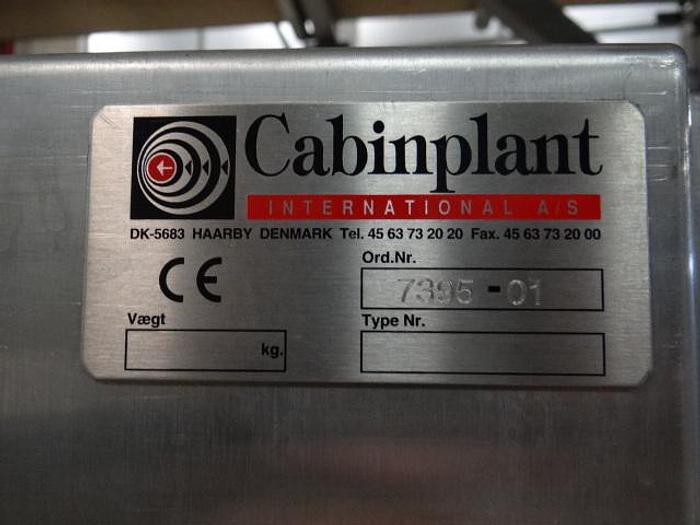 Cabinplant
INTERNATIONAL A/S
DK-5683 HAARBY DENMARK Tel. 45 63 73 20 20 Fax. 45 63 73 20 00
CE
Ord.Nr.
7395-01
Vægt
kg.
Type Nr.